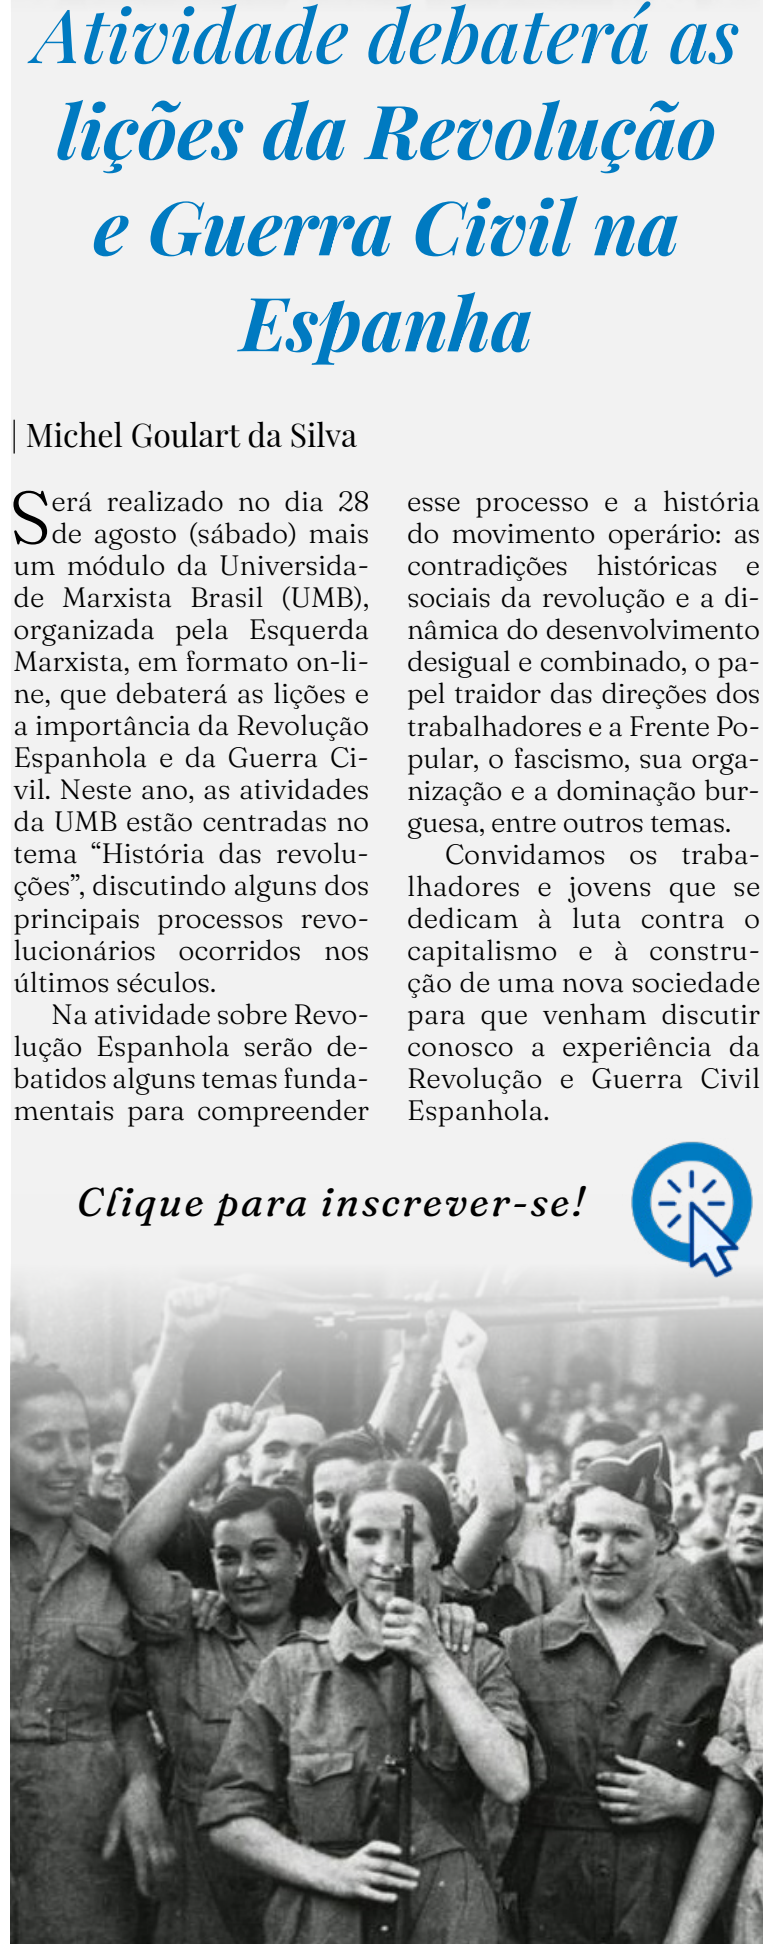 Atividade debaterá as
lições da Revolução
e Guerra Civil na
Espanha
| Michel Goulart da Silva
Será realizado no dia 28
de agosto (sábado) mais
um módulo da Universida-
de Marxista Brasil (UMB),
organizada pela Esquerda
Marxista, em formato on-li-
ne, que debaterá as lições e
a importância da Revolução
Espanhola e da Guerra Ci-
vil. Neste ano, as atividades
da UMB estão centradas no
tema “História das revolu-
ções”, discutindo alguns dos
principais processos revo-
lucionários ocorridos nos
últimos séculos.
Na atividade sobre Revo-
lução Espanhola serão de-
batidos alguns temas funda-
mentais para compreender
esse processo e a história
do movimento operário: as
contradições históricas e
sociais da revolução e a di-
nâmica do desenvolvimento
desigual e combinado, o pa-
pel traidor das direções dos
trabalhadores e a Frente Po-
pular, o fascismo, sua orga-
nização e a dominação bur-
guesa, entre outros temas.
Convidamos os traba-
lhadores e jovens que se
dedicam à luta contra o
capitalismo e à constru-
ção de uma nova sociedade
para que venham discutir
conosco a experiência da
Revolução e Guerra Civil
Espanhola.
Clique para inscrever-se!